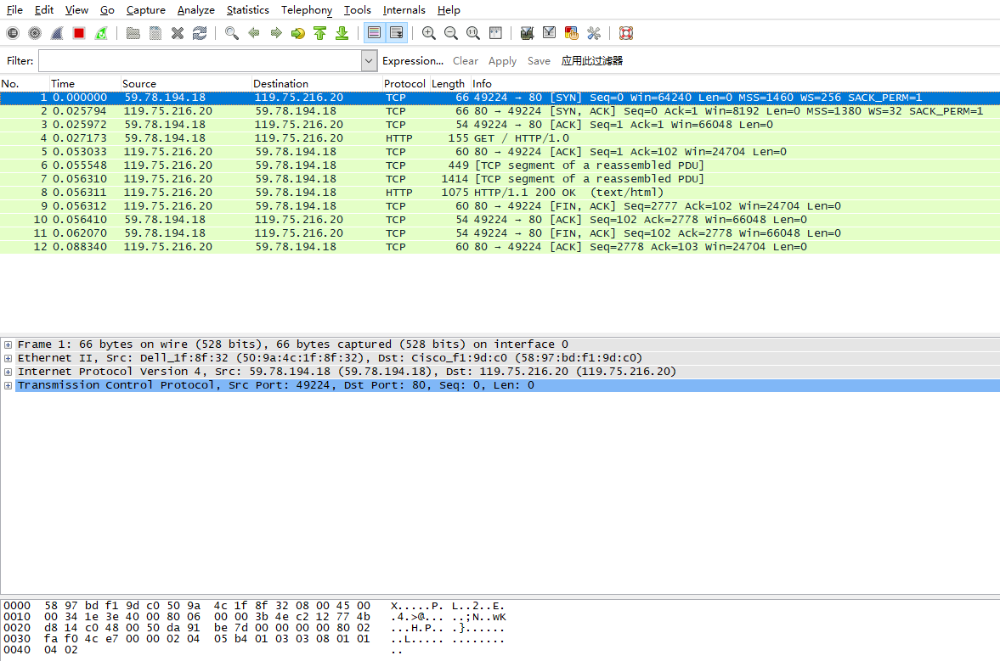 File Edit View Go Capture Analyze Statistics Telephony Tools Internals Help
Filter: Expression... Clear Apply Save 应用此过滤器
No. Time Source Destination Protocol Length Info
1 0.000000 59.78.194.18 119.75.216.20 TCP 66 49224 → 80 [SYN] Seq=0 Win=64240 Len=0 MSS=1460 WS=256 SACK_PERM=1
2 0.025794 119.75.216.20 59.78.194.18 TCP 66 80 → 49224 [SYN, ACK] Seq=0 Ack=1 Win=8192 Len=0 MSS=1380 WS=32 SACK_PERM=1
3 0.025972 59.78.194.18 119.75.216.20 TCP 54 49224 → 80 [ACK] Seq=1 Ack=1 Win=66048 Len=0
4 0.027173 59.78.194.18 119.75.216.20 HTTP 155 GET / HTTP/1.0
5 0.053033 119.75.216.20 59.78.194.18 TCP 60 80 → 49224 [ACK] Seq=1 Ack=102 Win=24704 Len=0
6 0.055548 119.75.216.20 59.78.194.18 TCP 449 [TCP segment of a reassembled PDU]
7 0.056310 119.75.216.20 59.78.194.18 TCP 1414 [TCP segment of a reassembled PDU]
8 0.056311 119.75.216.20 59.78.194.18 HTTP 1075 HTTP/1.1 200 OK (text/html)
9 0.056312 119.75.216.20 59.78.194.18 TCP 60 80 → 49224 [FIN, ACK] Seq=2777 Ack=102 Win=24704 Len=0
10 0.056410 59.78.194.18 119.75.216.20 TCP 54 49224 → 80 [ACK] Seq=102 Ack=2778 Win=66048 Len=0
11 0.062070 59.78.194.18 119.75.216.20 TCP 54 49224 → 80 [FIN, ACK] Seq=102 Ack=2778 Win=66048 Len=0
12 0.088340 119.75.216.20 59.78.194.18 TCP 60 80 → 49224 [ACK] Seq=2778 Ack=103 Win=24704 Len=0
Frame 1: 66 bytes on wire (528 bits), 66 bytes captured (528 bits) on interface 0
Ethernet II, Src: Dell_1f:8f:32 (50:9a:4c:1f:8f:32), Dst: Cisco_f1:9d:c0 (58:97:bd:f1:9d:c0)
Internet Protocol Version 4, Src: 59.78.194.18 (59.78.194.18), Dst: 119.75.216.20 (119.75.216.20)
Transmission Control Protocol, Src Port: 49224, Dst Port: 80, Seq: 0, Len: 0
0000 58 97 bd f1 9d c0 50 9a 4c 1f 8f 32 08 00 45 00 X.....P. L..2..E.
0010 00 34 1e 3e 40 00 80 06 00 00 3b 4e c2 12 77 4b .4.>@... ..;N..wK
0020 d8 14 c0 48 00 50 da 91 be 7d 00 00 00 00 80 02 ...H.P.. .}......
0030 fa f0 4c e7 00 00 02 04 05 b4 01 03 03 08 01 01 ..L..... ........
0040 04 02 ..